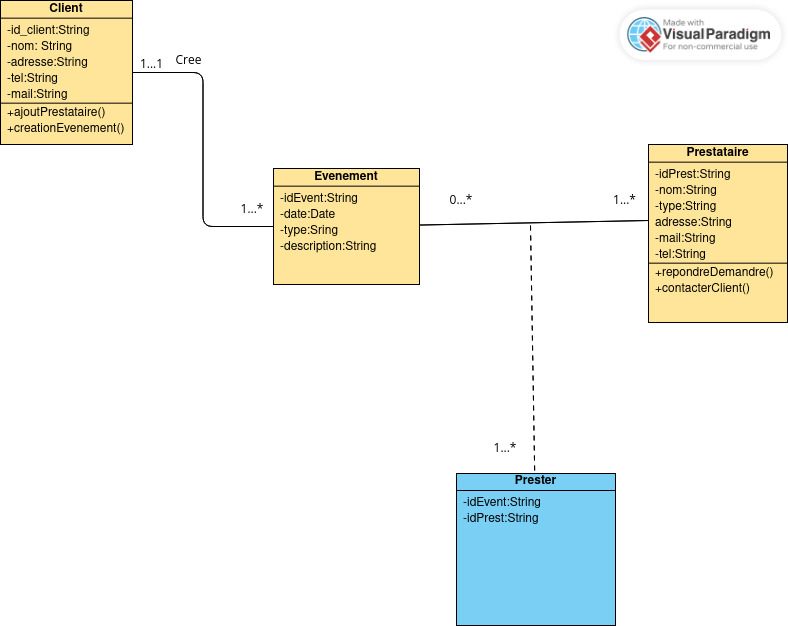 Client
-id_client:String
-nom: String
-adresse:String
-tel:String
-mail:String
+ajoutPrestataire()
+creationEvenement()
1...1
Cree
Made with
VisualParadigm
For non-commercial use
1...*
Evenement
-idEvent:String
-date:Date
-type:Sring
-description:String
0...*
1...*
Prestataire
-idPrest:String
-nom:String
-type:String
adresse:String
-mail:String
-tel:String
+repondreDemandre()
+contacterClient()
1...*
Prester
-idEvent:String
-idPrest:String